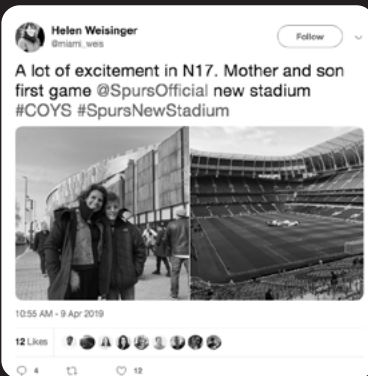 Helen Weisinger
@miami_weis
Follow
A lot of excitement in N17. Mother and son
first game @SpursOfficial new stadium
#COYS #SpursNewStadium
10:55 AM - 9 Apr 2019
12 Likes
4
12